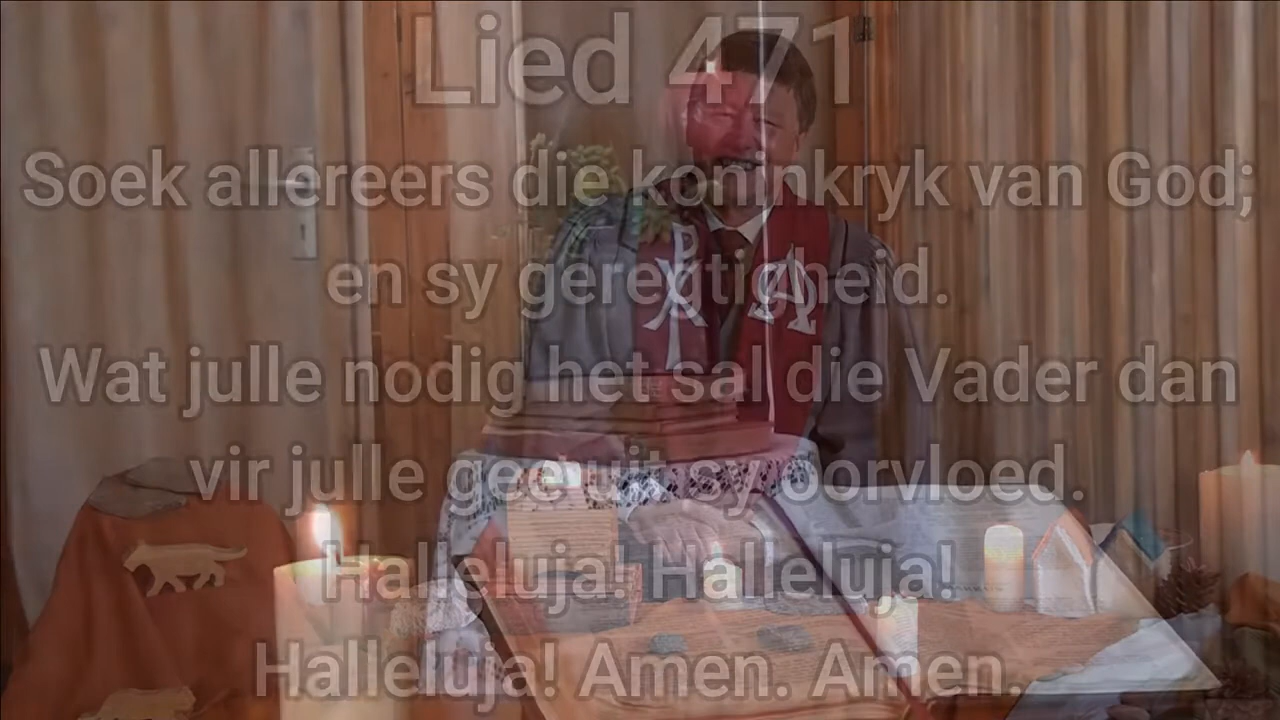 Lied 471
Soek allereers die koninkryk van God;
en sy geregtigheid.
Wat julle nodig het sal die Vader dan
vir julle gee uit sy oorvloed.
Halleluja! Halleluja!
Halleluja! Amen. Amen.